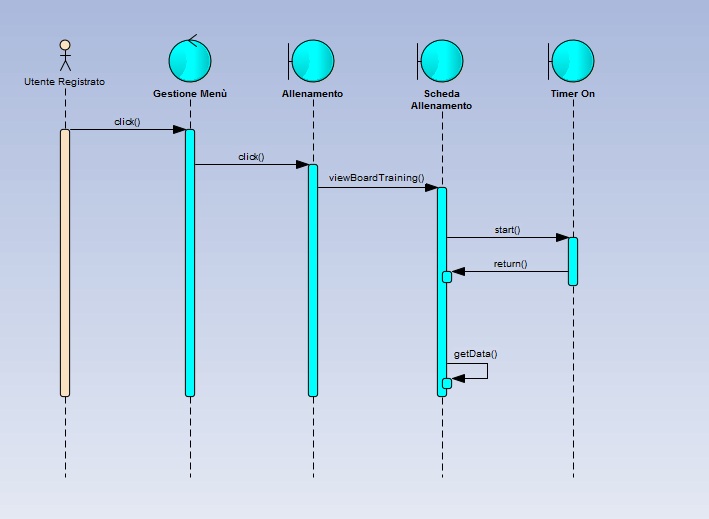 Utente Registrato
Gestione Menù
Allenamento
Scheda
Allenamento
Timer On
click()
click()
viewBoardTraining()
start()
return()
getData()